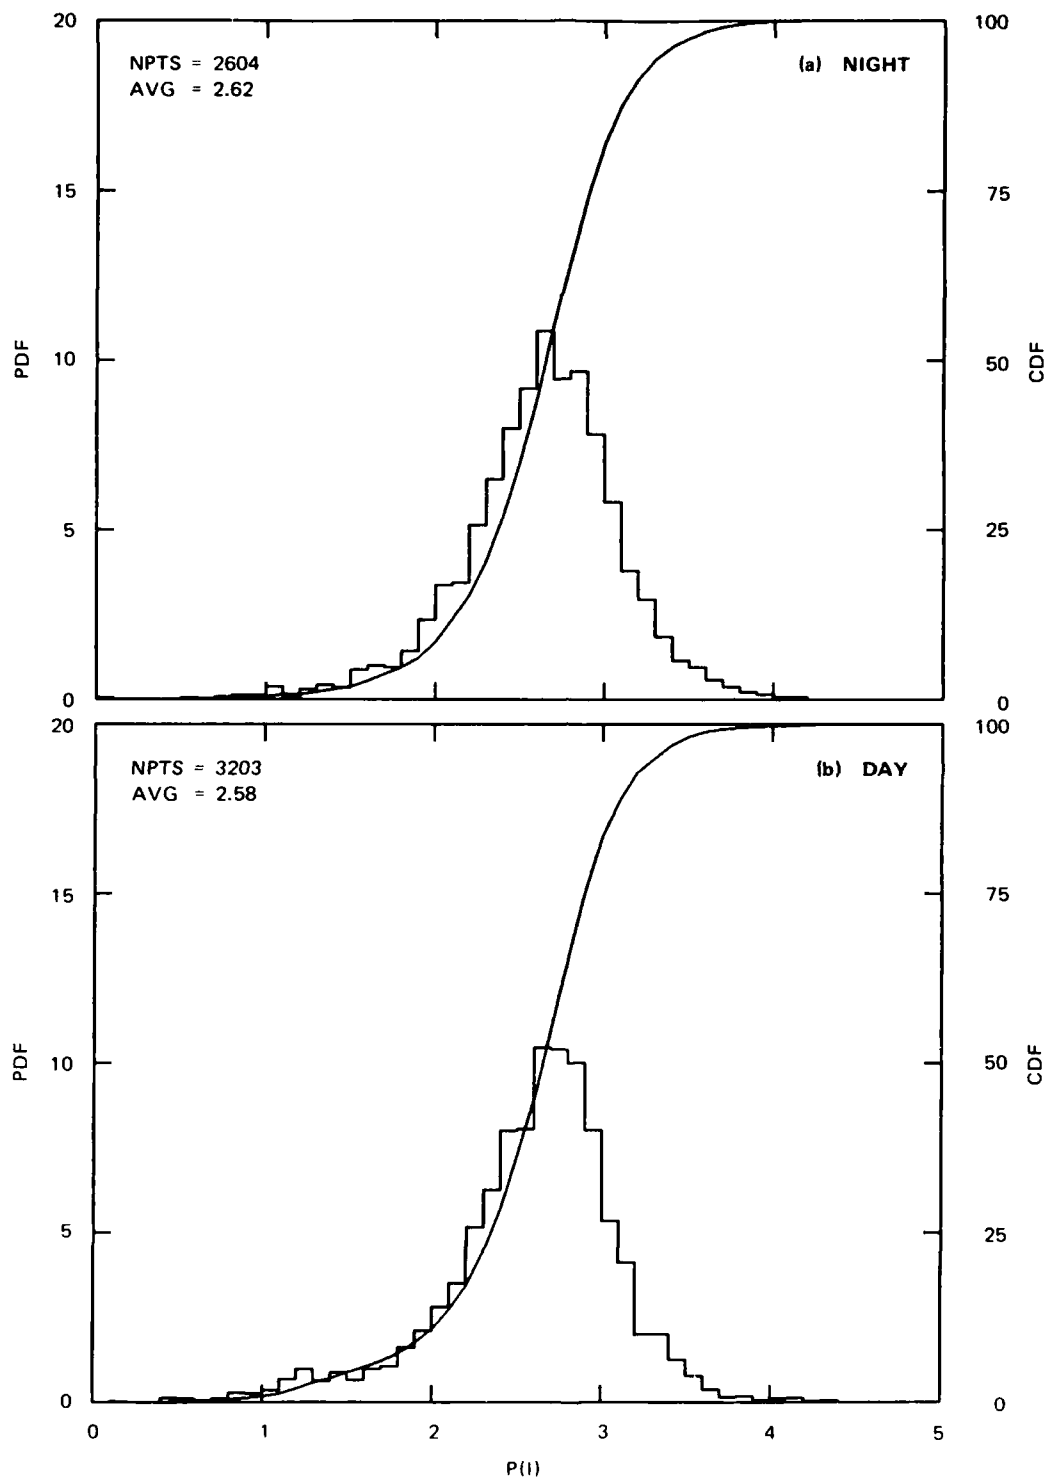 20
100
NPTS = 2604
(a) NIGHT
AVG = 2.62
15
75
PDF
10
50
CDF
5
25
0
0
20
100
NPTS = 3203
(b) DAY
AVG = 2.58
15
75
PDF
10
50
CDF
5
25
0
0
0 1 2 3 4 5
P(I)